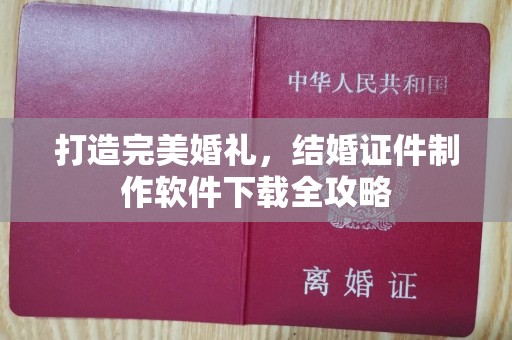 中华人民共和国
打造完美婚礼，结婚证件制
作软件下载全攻略
离婚证